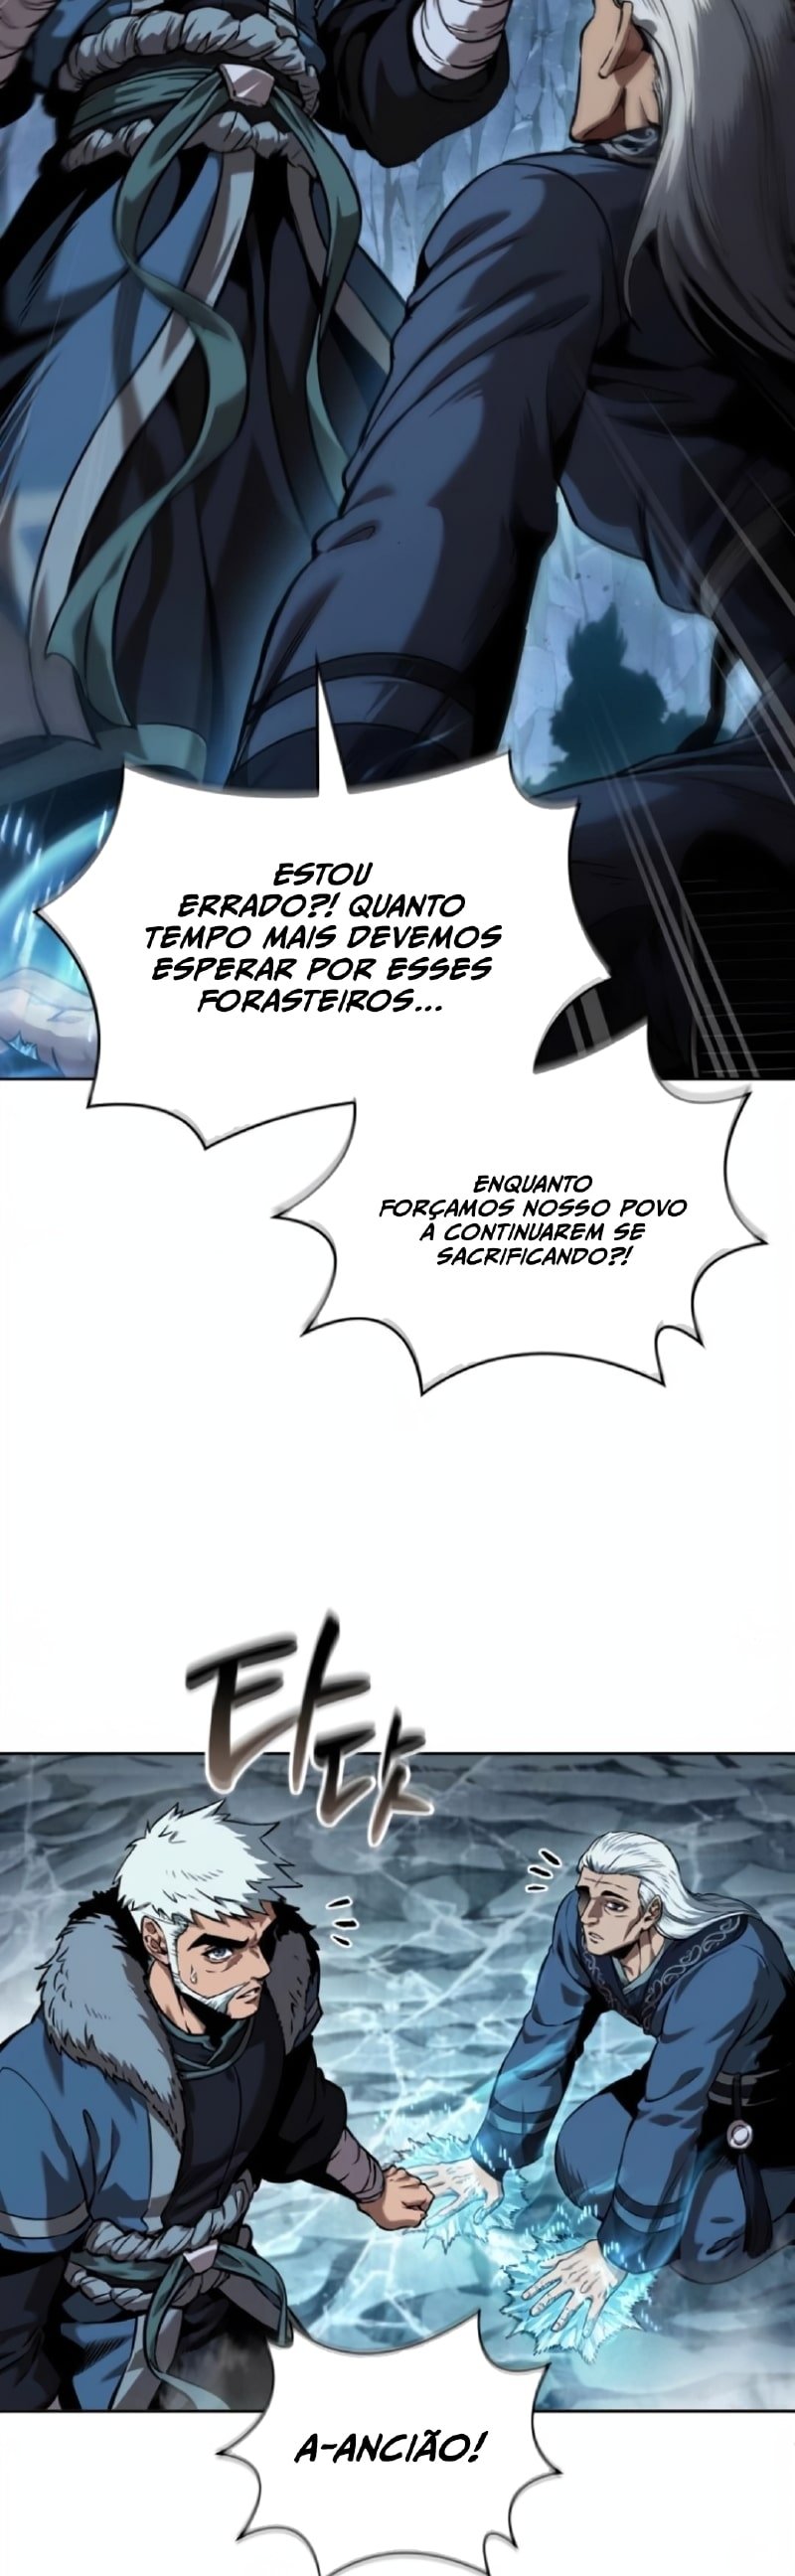 ESTOU
ERRADO?! QUANTO
TEMPO MAIS DEVEMOS
ESPERAR POR ESSES
FORASTEIROS...
ENQUANTO
FORÇAMOS NOSSO POVO
A CONTINUAREM SE
SACRIFICANDO?!
타닷
A-ANCIÃO!